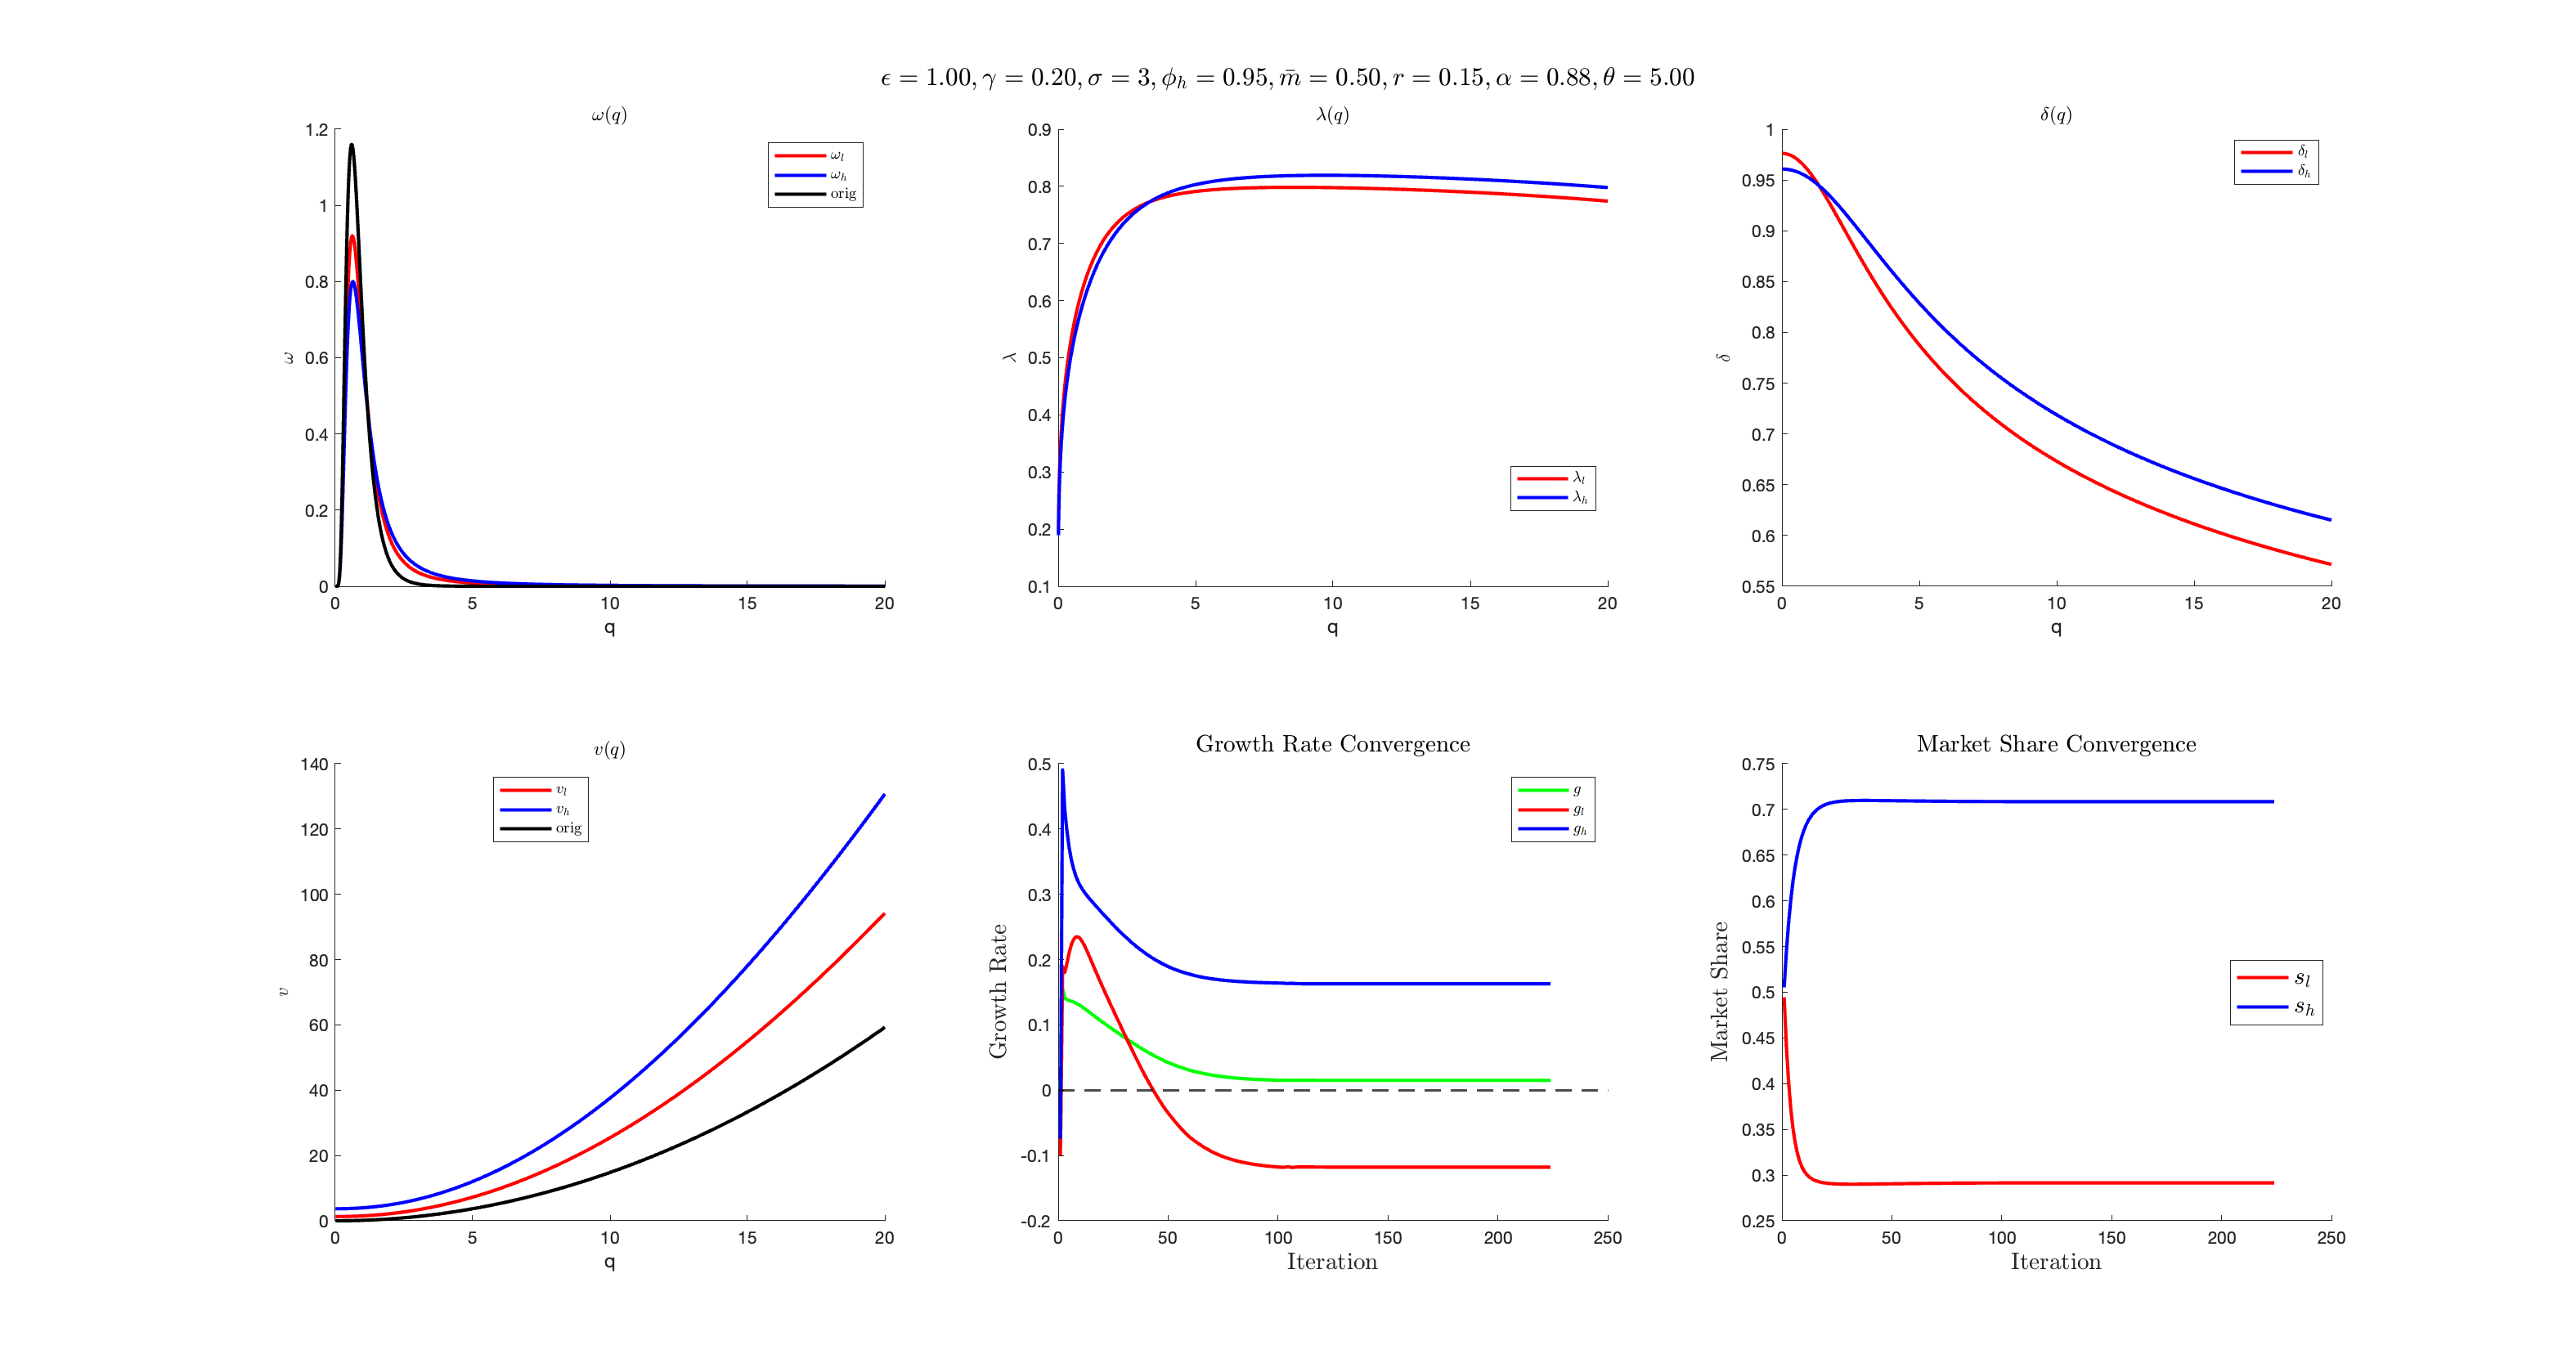 ϵ = 1.00, γ = 0.20, σ = 3, ϕ_h = 0.95, m̄ = 0.50, r = 0.15, α = 0.88, θ = 5.00
ω(q)
1.2
1
0.8
0.6
0.4
0.2
0
ω
0 5 10 15 20
q
ω_l
ω_h
orig
λ(q)
0.9
0.8
0.7
0.6
0.5
0.4
0.3
0.2
0.1
λ
0 5 10 15 20
q
λ_l
λ_h
δ(q)
1
0.95
0.9
0.85
0.8
0.75
0.7
0.65
0.6
0.55
δ
0 5 10 15 20
q
δ_l
δ_h
v(q)
140
120
100
80
60
40
20
0
v
0 5 10 15 20
q
v_l
v_h
orig
Growth Rate Convergence
0.5
0.4
0.3
0.2
0.1
0
-0.1
-0.2
Growth Rate
0 50 100 150 200 250
Iteration
g
g_l
g_h
Market Share Convergence
0.75
0.7
0.65
0.6
0.55
0.5
0.45
0.4
0.35
0.3
0.25
Market Share
0 50 100 150 200 250
Iteration
s_l
s_h